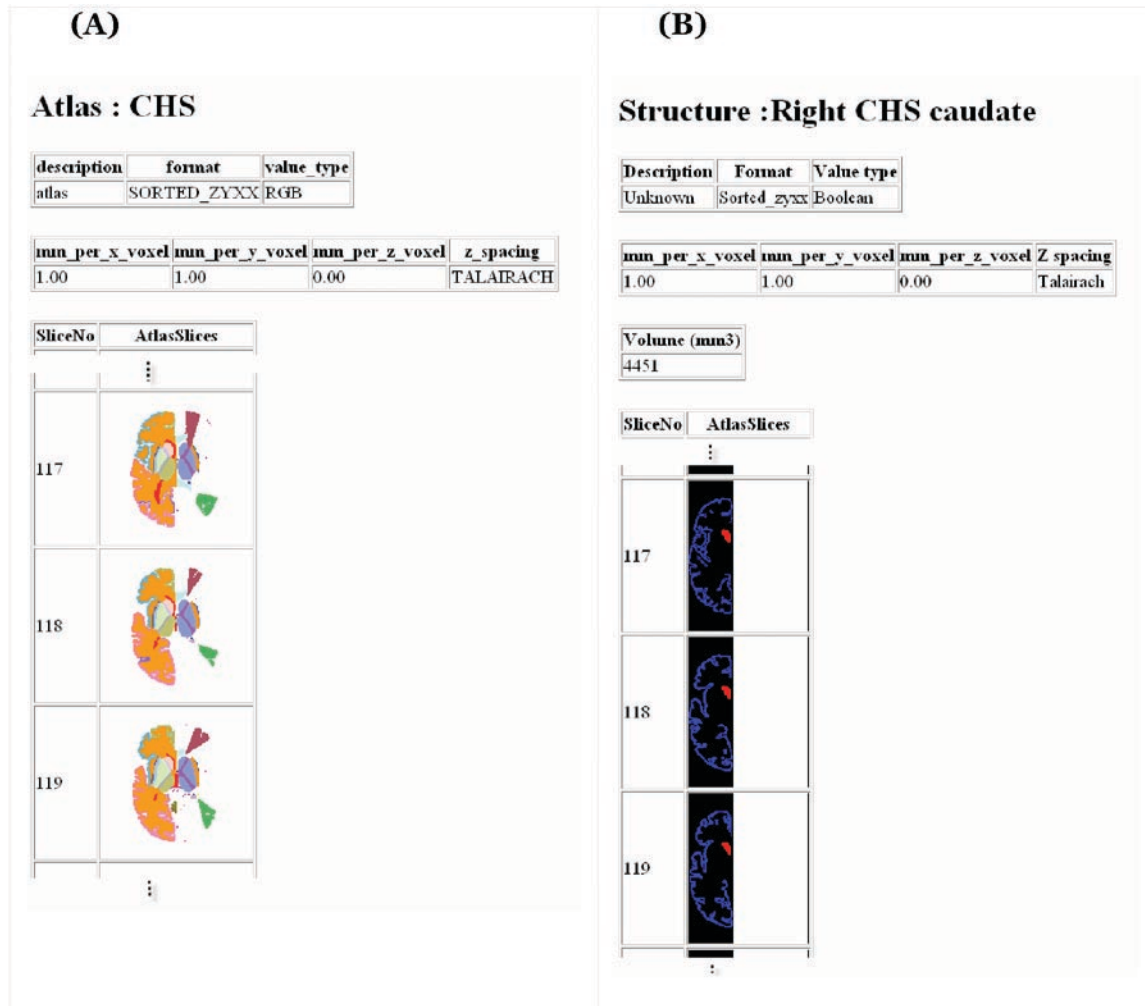 (A)
Atlas : CHS
description format value_type
atlas SORTED_ZYXX RGB
mm_per_x_voxel mm_per_y_voxel mm_per_z_voxel z_spacing
1.00 1.00 0.00 TALAIRACH
SliceNo AtlasSlices
117
118
119
(B)
Structure :Right CHS caudate
Description Format Value type
Unknown Sorted_zyxx Boolean
mm_per_x_voxel mm_per_y_voxel mm_per_z_voxel Z spacing
1.00 1.00 0.00 Talairach
Volume (mm3)
4451
SliceNo AtlasSlices
117
118
119